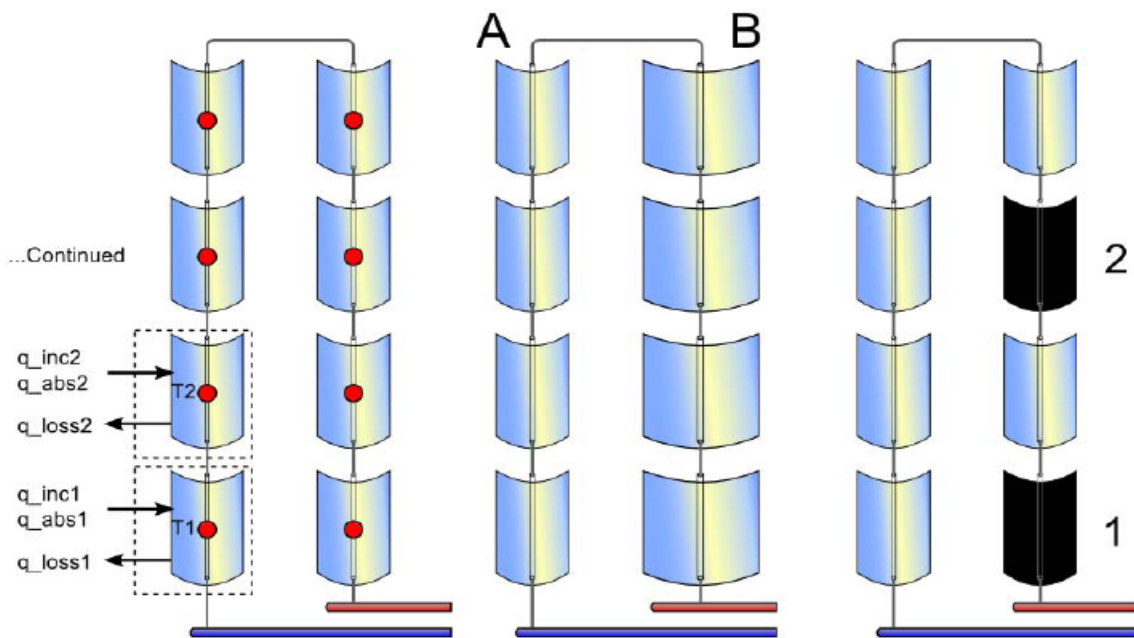 A
B
...Continued
2
q_inc2
q_abs2
T2
q_loss2
q_inc1
q_abs1
T1
q_loss1
1